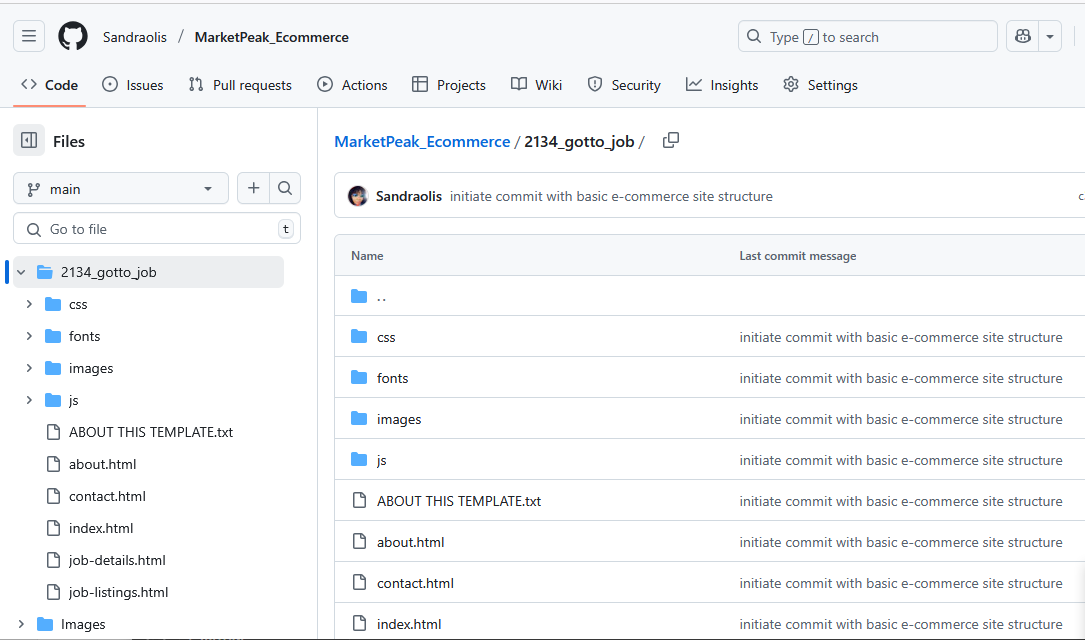 Sandraolis / MarketPeak_Ecommerce
Type / to search
Code Issues Pull requests Actions Projects Wiki Security Insights Settings
Files
main
Go to file t
2134_gotto_job
css
fonts
images
js
ABOUT THIS TEMPLATE.txt
about.html
contact.html
index.html
job-details.html
job-listings.html
Images
MarketPeak_Ecommerce / 2134_gotto_job /
Sandraolis initiate commit with basic e-commerce site structure
Name Last commit message
..
css initiate commit with basic e-commerce site structure
fonts initiate commit with basic e-commerce site structure
images initiate commit with basic e-commerce site structure
js initiate commit with basic e-commerce site structure
ABOUT THIS TEMPLATE.txt initiate commit with basic e-commerce site structure
about.html initiate commit with basic e-commerce site structure
contact.html initiate commit with basic e-commerce site structure
index.html initiate commit with basic e-commerce site structure